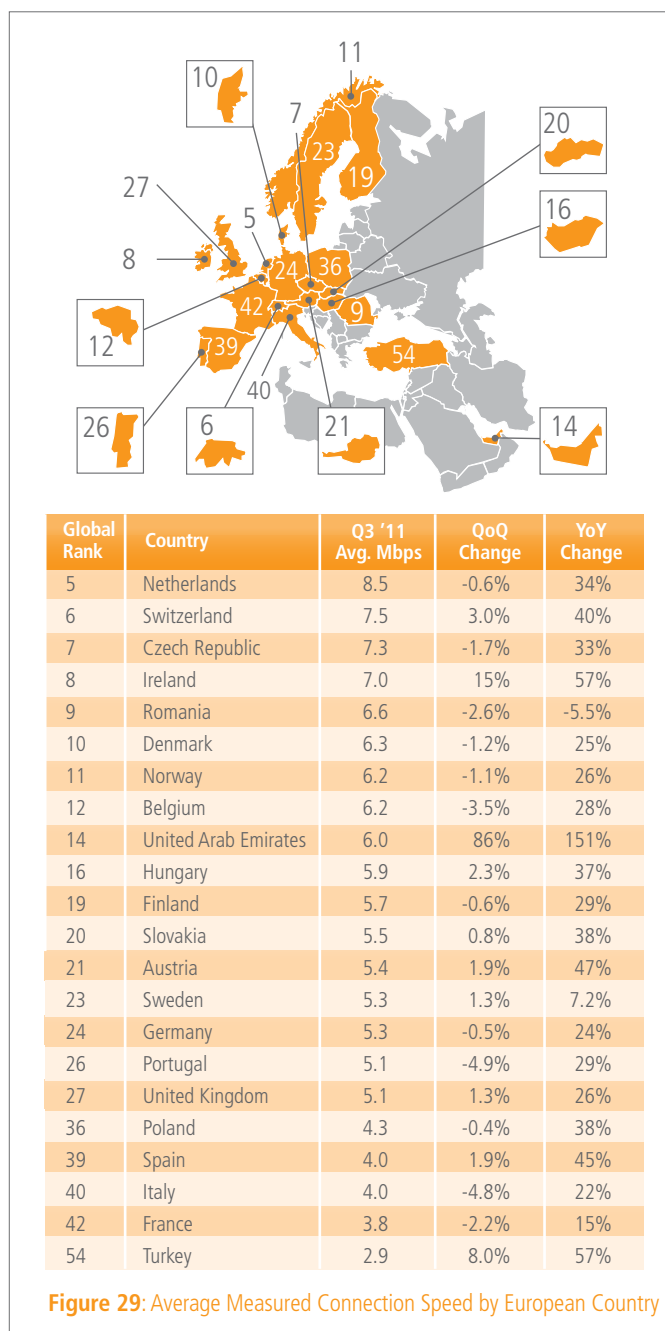 11
10
7
20
23
19
27
16
5
8
24
36
42
9
12
739
54
40
26
6
21
14
Global Rank Country Q3 '11 Avg. Mbps QoQ Change YoY Change
5 Netherlands 8.5 -0.6% 34%
6 Switzerland 7.5 3.0% 40%
7 Czech Republic 7.3 -1.7% 33%
8 Ireland 7.0 15% 57%
9 Romania 6.6 -2.6% -5.5%
10 Denmark 6.3 -1.2% 25%
11 Norway 6.2 -1.1% 26%
12 Belgium 6.2 -3.5% 28%
14 United Arab Emirates 6.0 86% 151%
16 Hungary 5.9 2.3% 37%
19 Finland 5.7 -0.6% 29%
20 Slovakia 5.5 0.8% 38%
21 Austria 5.4 1.9% 47%
23 Sweden 5.3 1.3% 7.2%
24 Germany 5.3 -0.5% 24%
26 Portugal 5.1 -4.9% 29%
27 United Kingdom 5.1 1.3% 26%
36 Poland 4.3 -0.4% 38%
39 Spain 4.0 1.9% 45%
40 Italy 4.0 -4.8% 22%
42 France 3.8 -2.2% 15%
54 Turkey 2.9 8.0% 57%
Figure 29: Average Measured Connection Speed by European Country